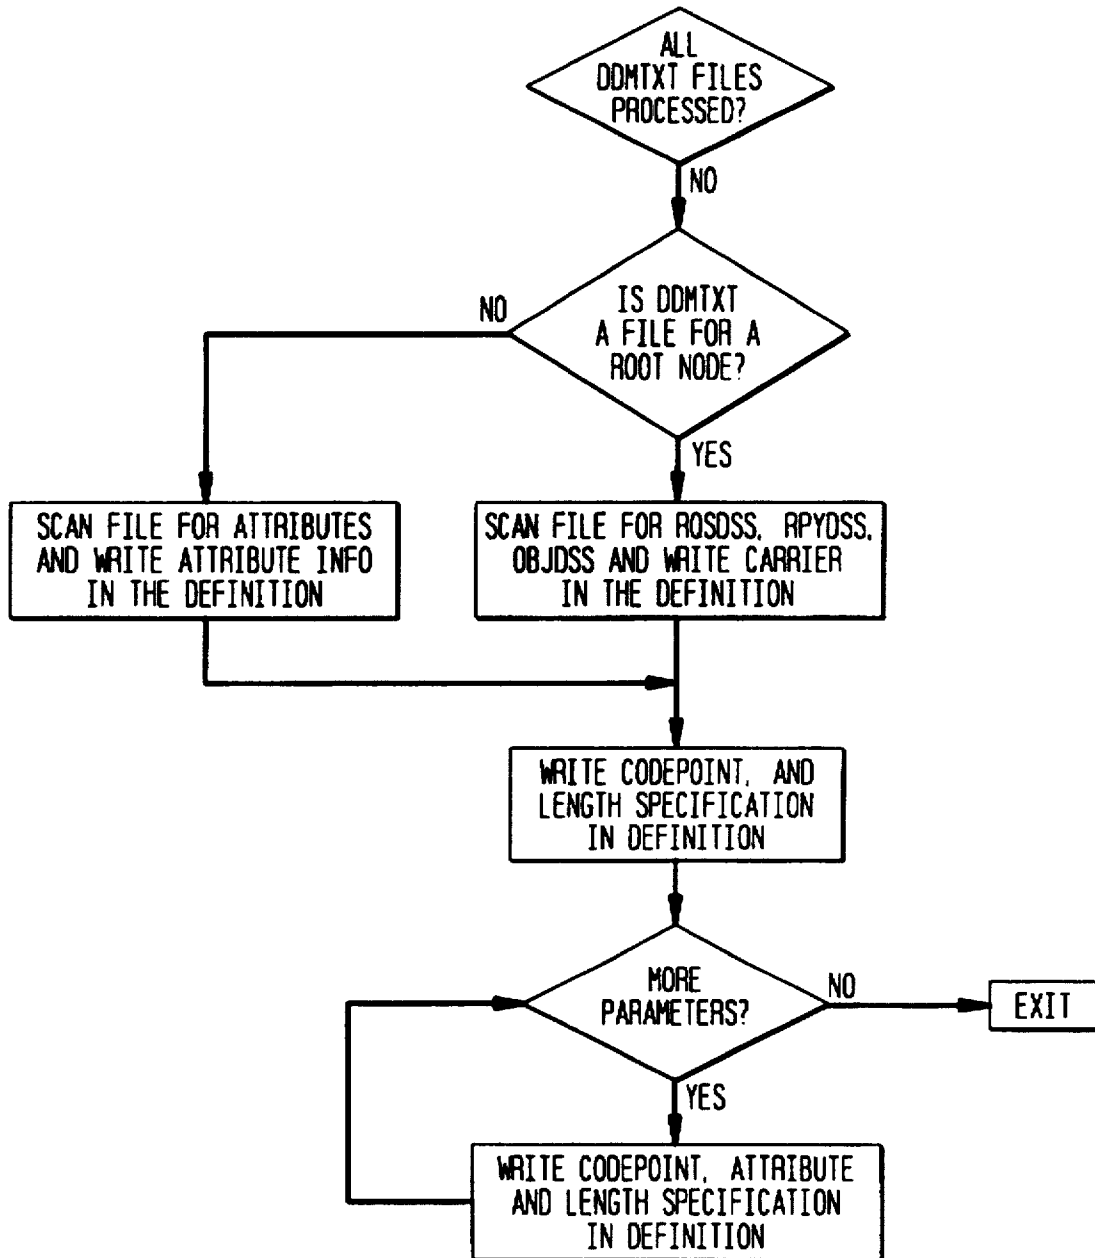 ALL
DDMTXT FILES
PROCESSED?
NO
IS DDMTXT
A FILE FOR A
ROOT NODE?
NO
YES
SCAN FILE FOR ATTRIBUTES
AND WRITE ATTRIBUTE INFO
IN THE DEFINITION
SCAN FILE FOR RQSDSS, RPYDSS,
OBJDSS AND WRITE CARRIER
IN THE DEFINITION
WRITE CODEPOINT, AND
LENGTH SPECIFICATION
IN DEFINITION
MORE
PARAMETERS?
NO
EXIT
YES
WRITE CODEPOINT, ATTRIBUTE
AND LENGTH SPECIFICATION
IN DEFINITION